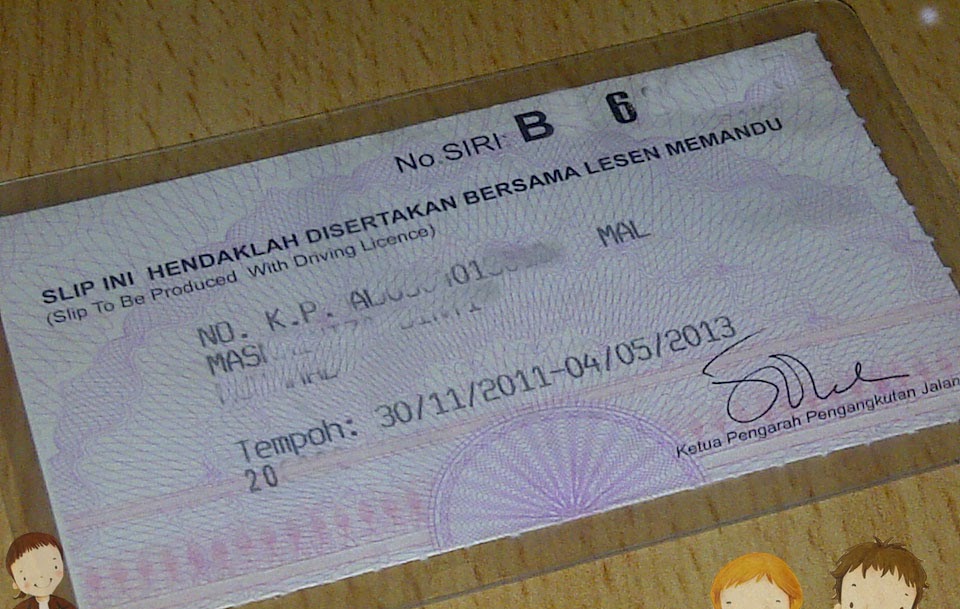 No.SIRI: B 6
SLIP INI HENDAKLAH DISERTAKAN BERSAMA LESEN MEMANDU
(Slip To Be Produced With Driving Licence)
NO. K.P. MAL
Tempoh: 30/11/2011-04/05/2013
20
Ketua Pengarah Pengangkutan Jalan